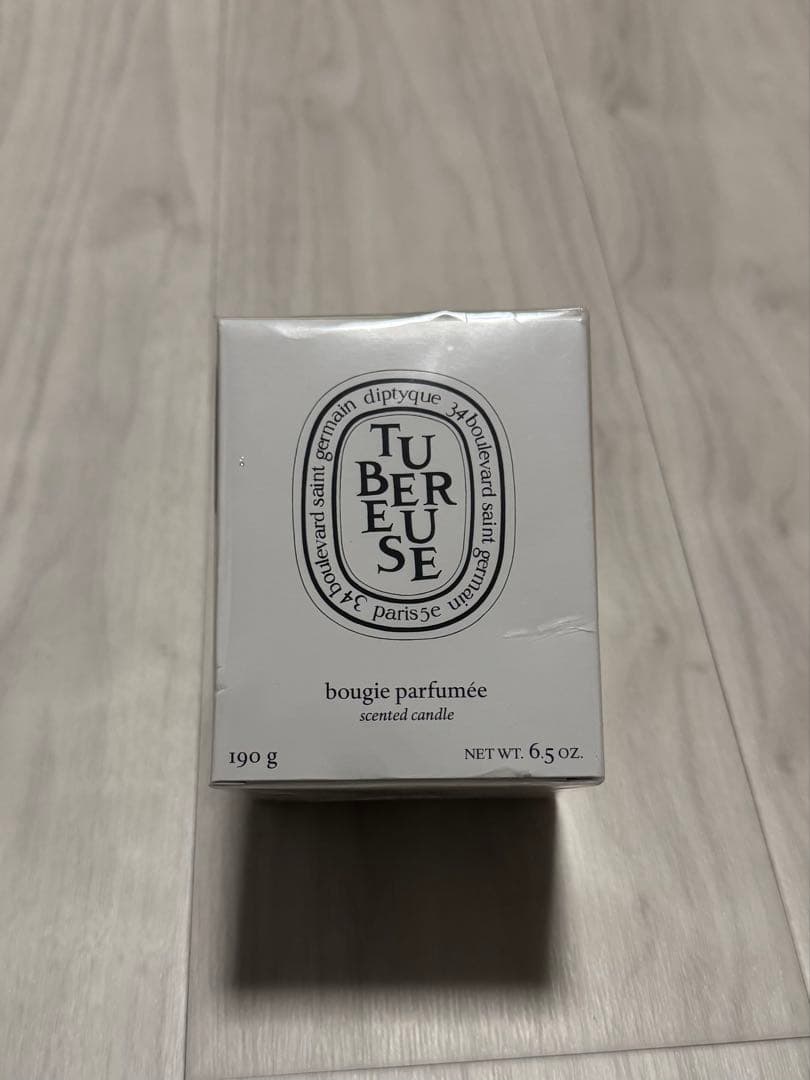 diptyque 34 boulevard saint germain paris 5e 34 boulevard saint germain
TU
BER
EU
SE
bougie parfumée
scented candle
190 g
NET WT. 6.5 OZ.